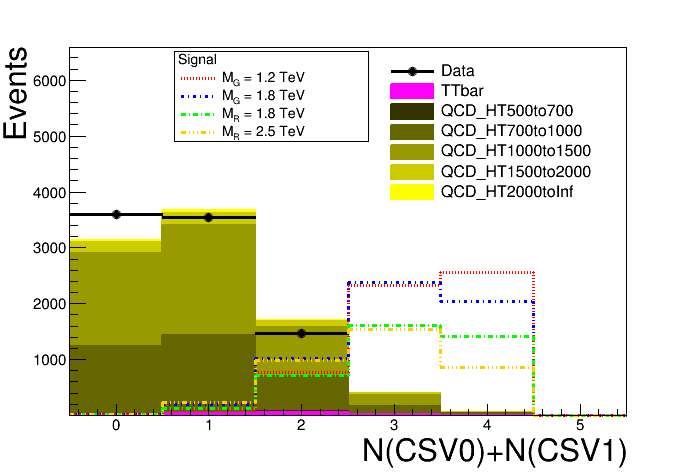 Events
6000
5000
4000
3000
2000
1000
Signal
M_G = 1.2 TeV
M_G = 1.8 TeV
M_R = 1.8 TeV
M_R = 2.5 TeV
Data
TTbar
QCD_HT500to700
QCD_HT700to1000
QCD_HT1000to1500
QCD_HT1500to2000
QCD_HT2000toInf
0 1 2 3 4 5
N(CSV0)+N(CSV1)